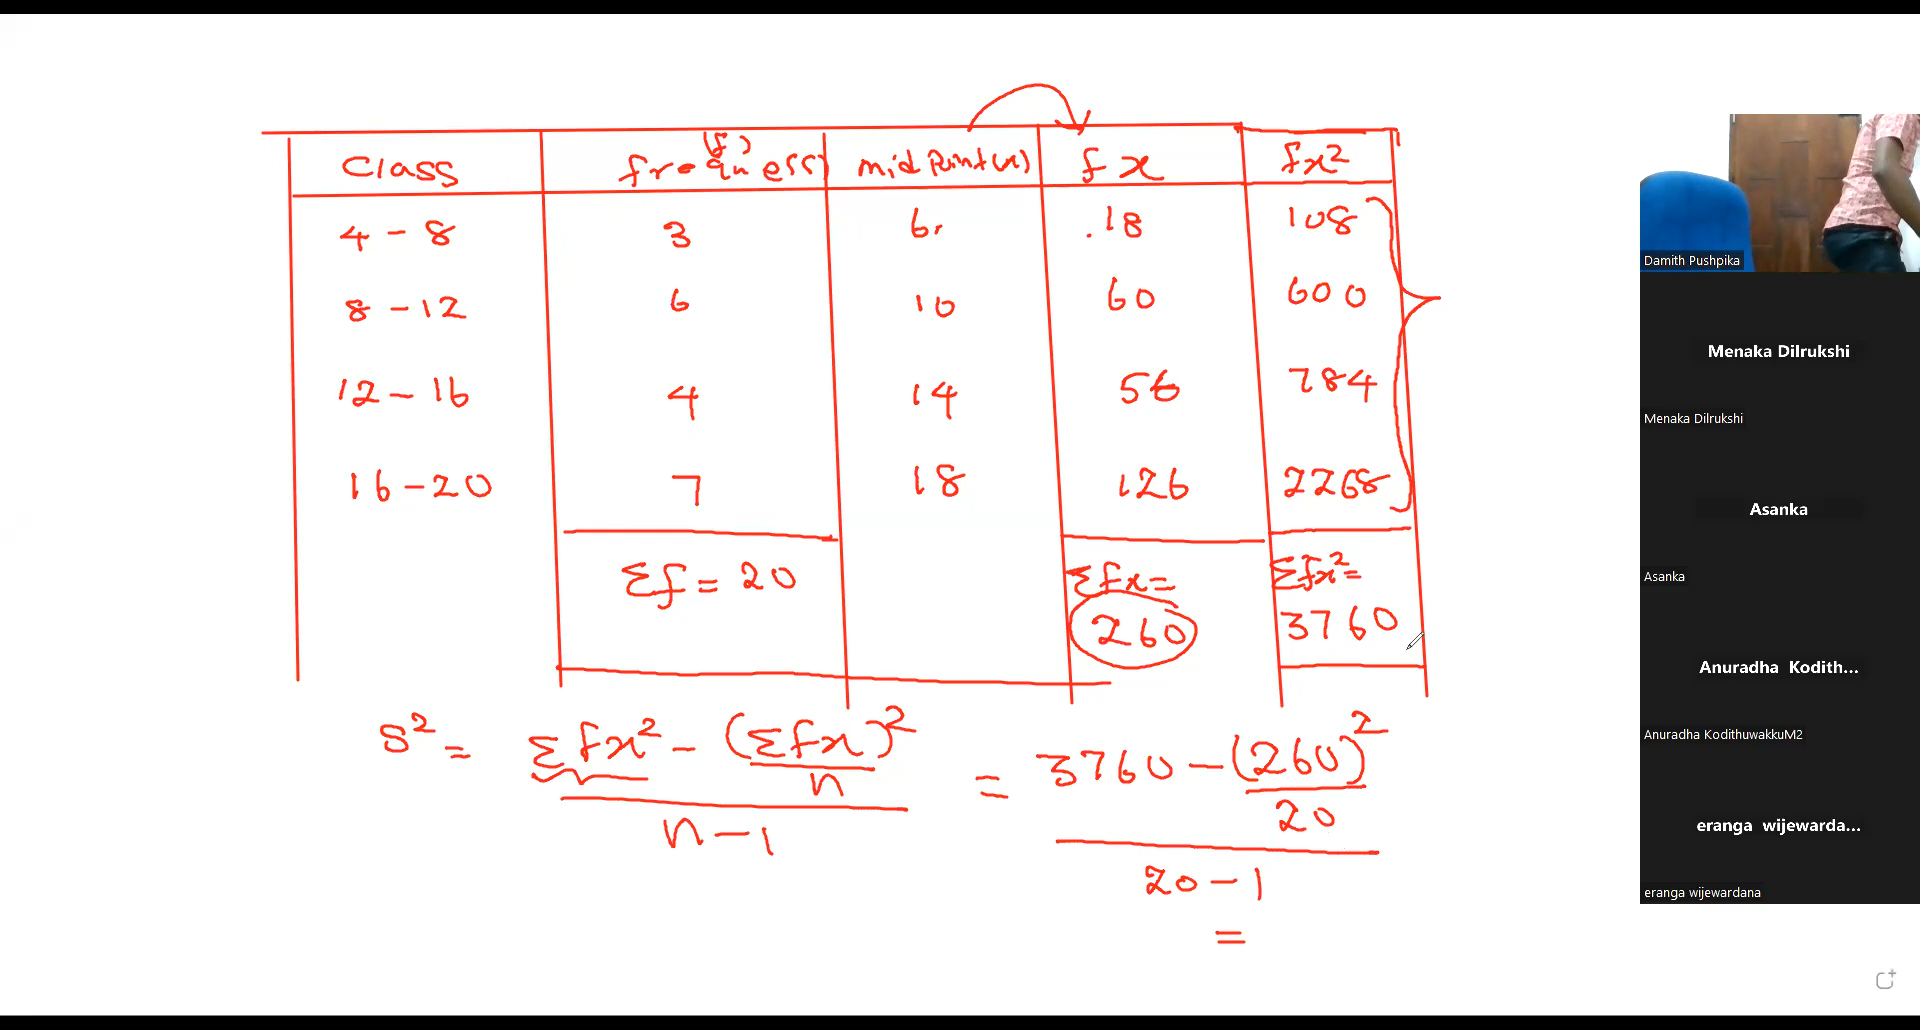 Class frequess) (f) midpoint(x) fx fx²
4 - 8 3 6. .18 108
8 - 12 6 10 60 600
12 - 16 4 14 56 784
16 - 20 7 18 126 2268
Σf = 20 Σfx = 260 Σfx² = 3760
S² = Σfx² - (Σfx)² / n / n - 1 = 3760 - (260)² / 20 / 20 - 1
=
Damith Pushpika
Menaka Dilrukshi
Menaka Dilrukshi
Asanka
Asanka
Anuradha Kodith...
Anuradha KodithuwakkuM2
eranga wijewarda...
eranga wijewardana